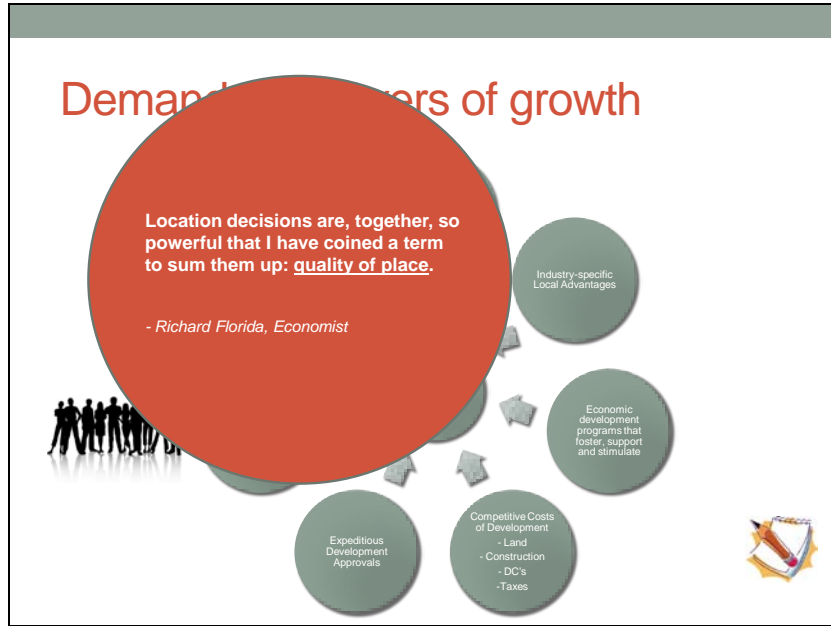 Demand
ers of growth
Location decisions are, together, so
powerful that I have coined a term
to sum them up: quality of place.
- Richard Florida, Economist
Industry-specific
Local Advantages
Economic
development
programs that
foster, support
and stimulate
Expeditious
Development
Approvals
Competitive Costs
of Development
- Land
- Construction
- DC's
-Taxes